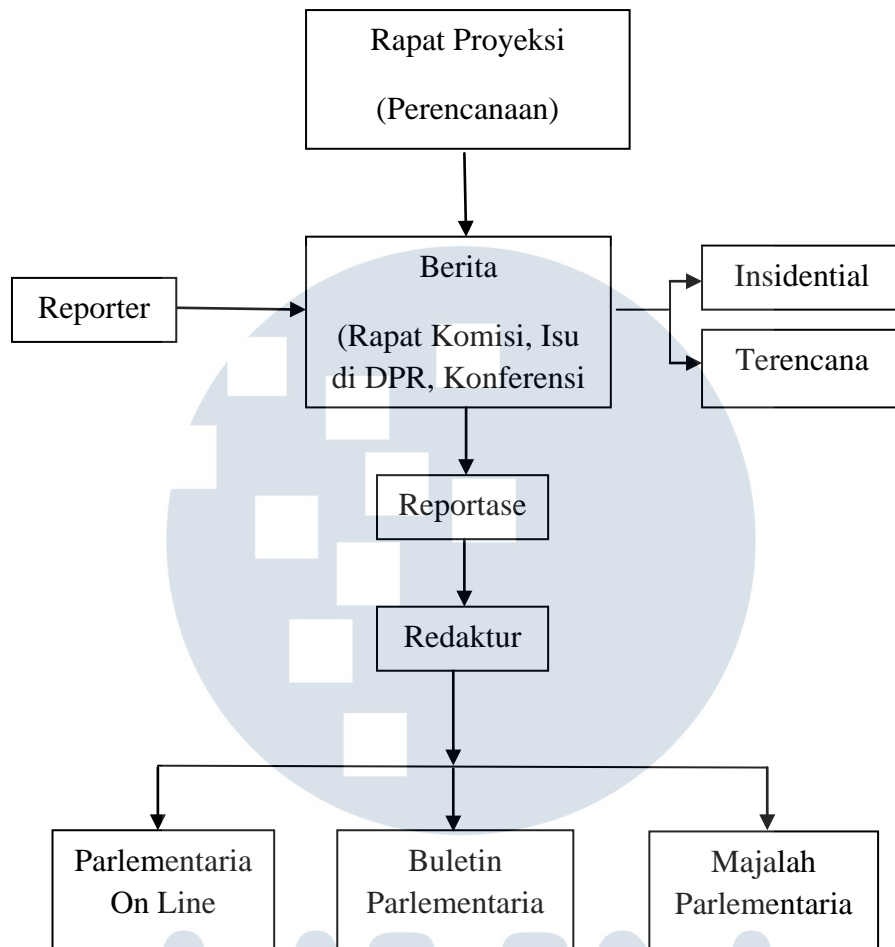 Rapat Proyeksi
(Perencanaan)
Berita
(Rapat Komisi, Isu
di DPR, Konferensi
Reporter
Insidential
Terencana
Reportase
Redaktur
Parlementaria
On Line
Buletin
Parlementaria
Majalah
Parlementaria